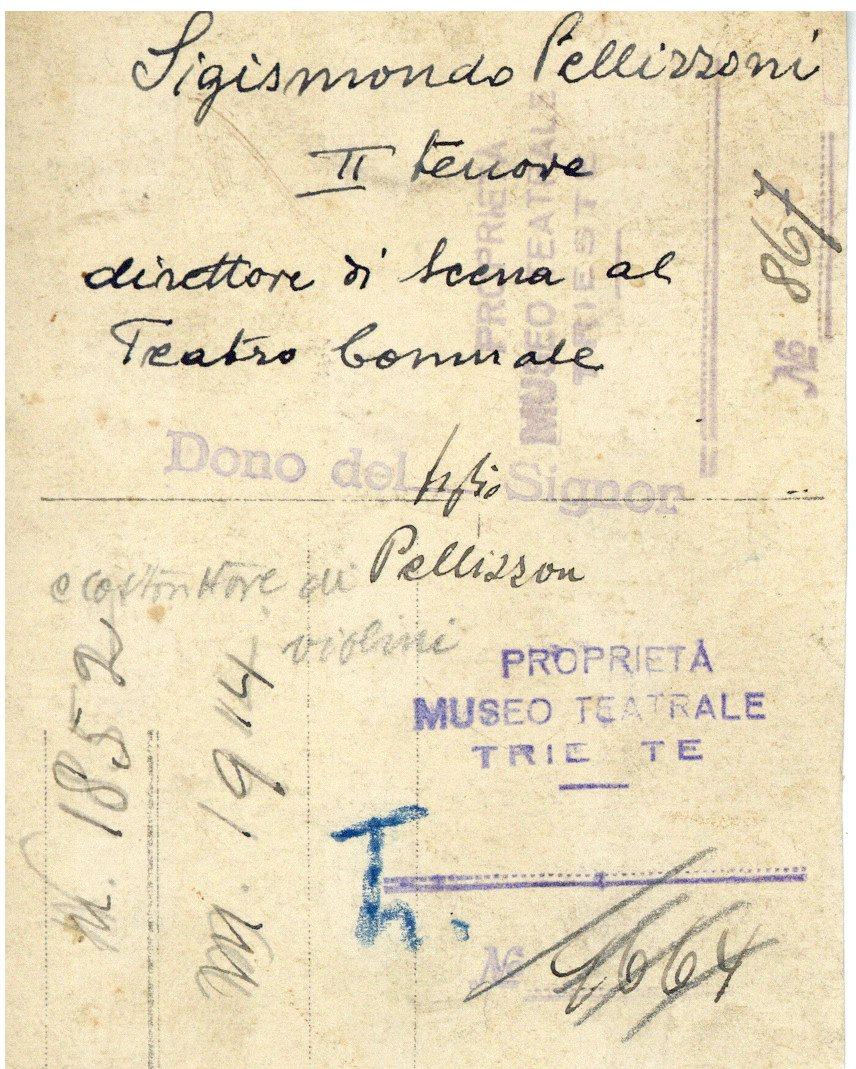 Sigismondo Pellizzoni
II tenore
direttore di scena al
Teatro Comunale
PROPRIETÀ
MUSEO TEATRALE
TRIESTE
№ 867
Dono del Signor
figlio
Pellizzon
e costruttore di
violini
N. 1852
M. 1914
PROPRIETÀ
MUSEO TEATRALE
TRIE TE
Th.
№ 1664